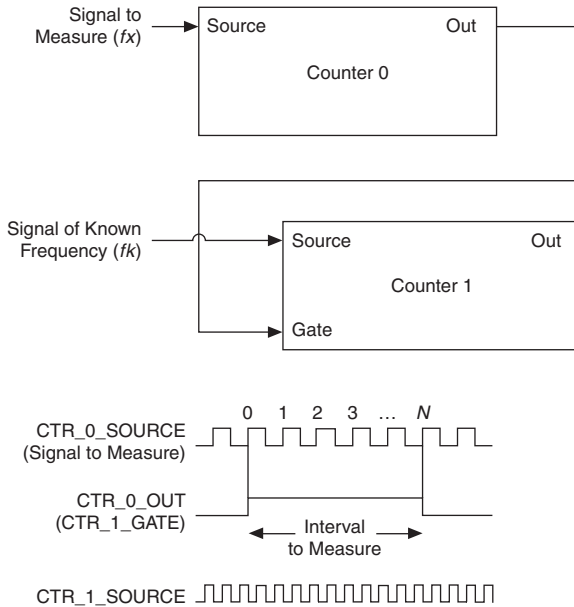 Signal to
Measure (fx)
Source
Out
Counter 0
Signal of Known
Frequency (fk)
Source
Out
Counter 1
Gate
0 1 2 3 … N
CTR_0_SOURCE
(Signal to Measure)
CTR_0_OUT
(CTR_1_GATE)
Interval
to Measure
CTR_1_SOURCE